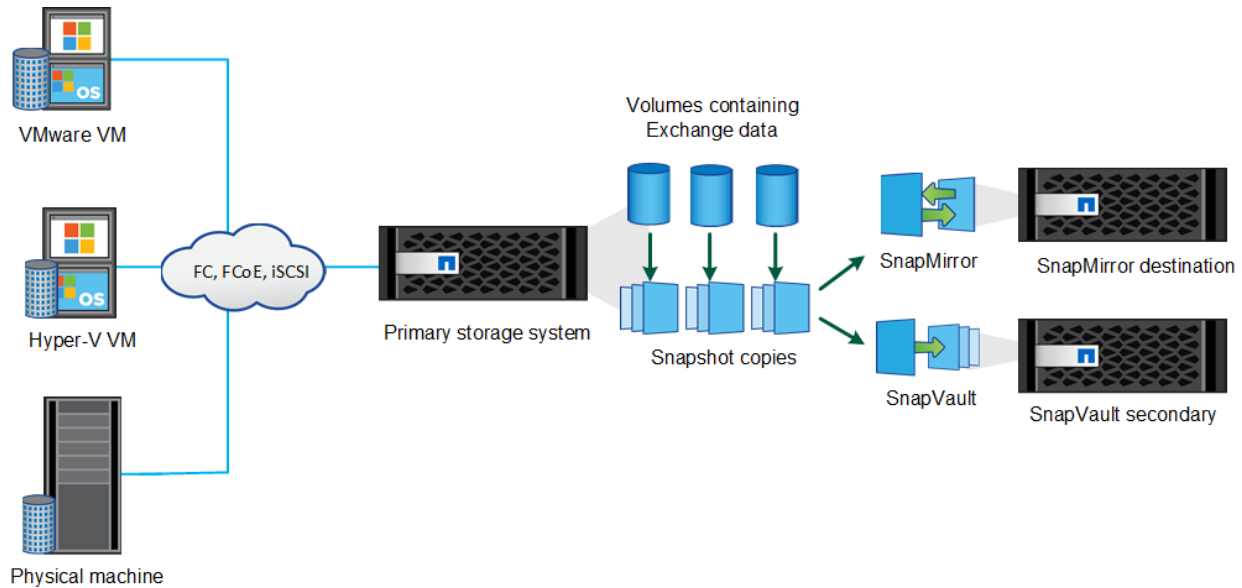 OS
VMware VM
OS
Hyper-V VM
Physical machine
FC, FCoE, iSCSI
Primary storage system
Volumes containing
Exchange data
Snapshot copies
SnapMirror
SnapMirror destination
SnapVault
SnapVault secondary